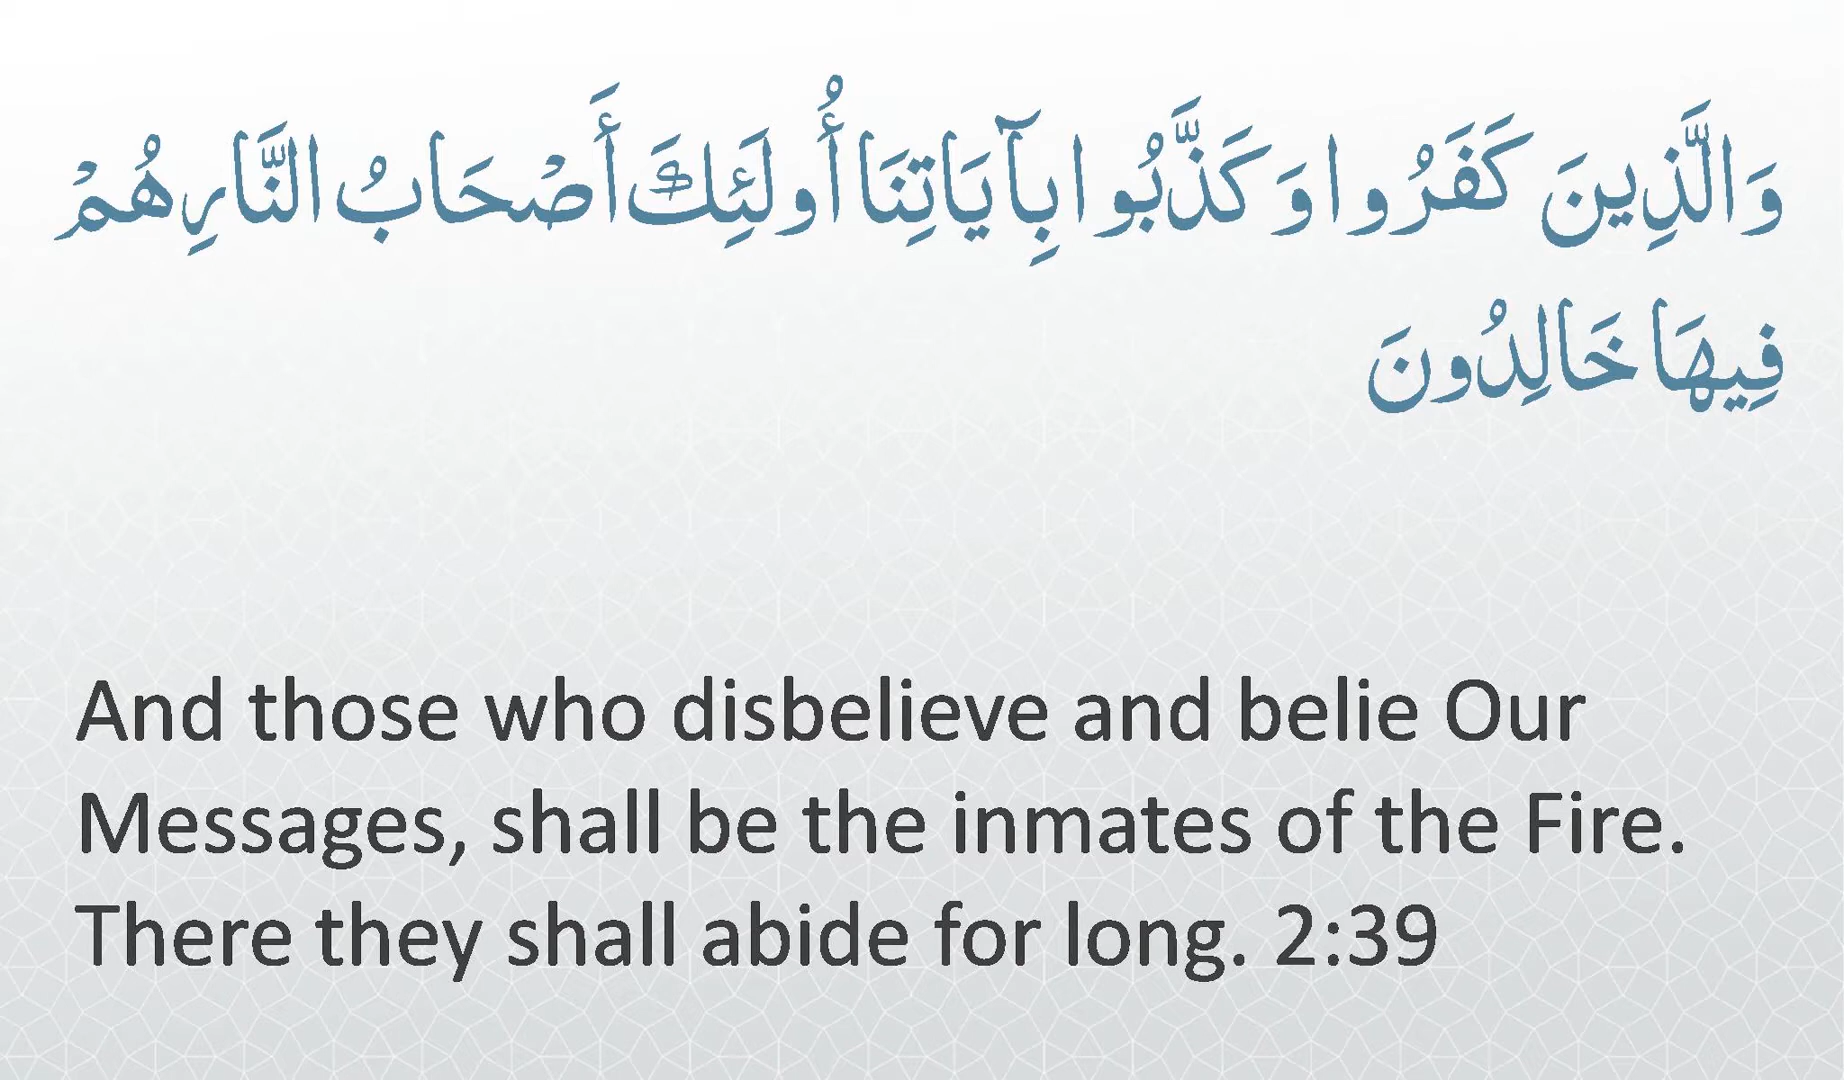 وَالَّذِينَ كَفَرُوا وَكَذَّبُوا بِآيَاتِنَا أُولَئِكَ أَصْحَابُ النَّارِ هُمْ
فِيهَا خَالِدُونَ
And those who disbelieve and belie Our
Messages, shall be the inmates of the Fire.
There they shall abide for long. 2:39